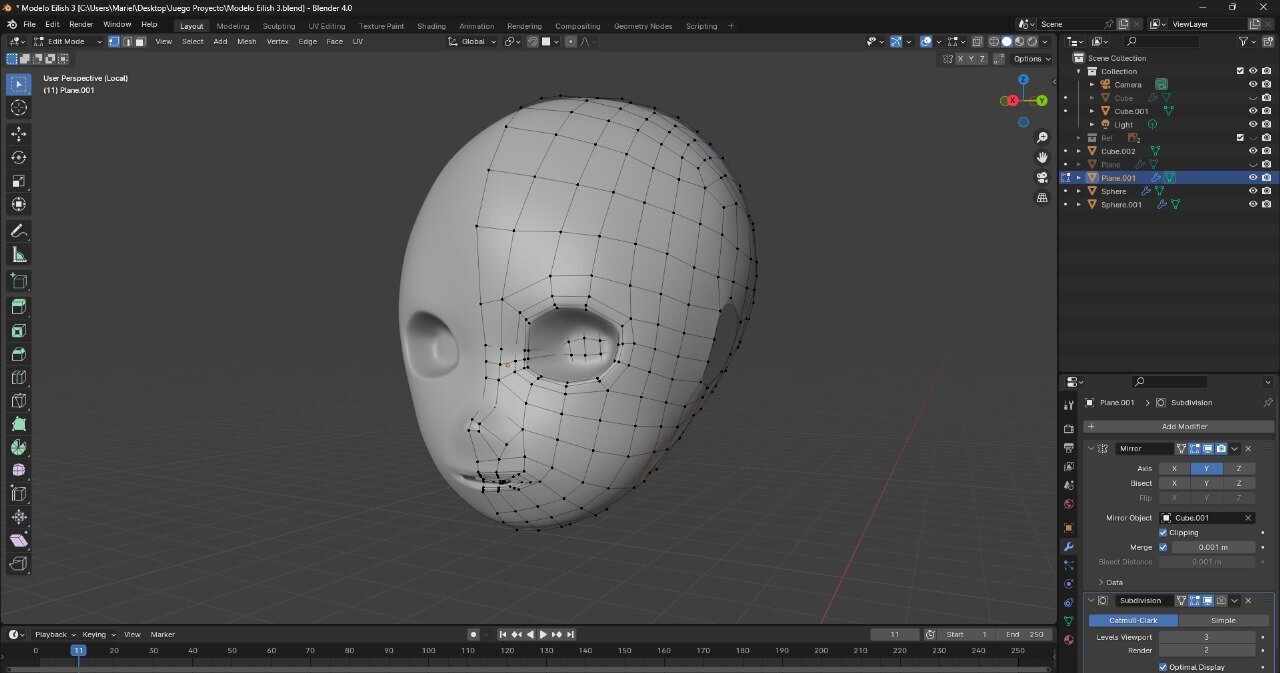 * Modelo Eilish 3 [C:\Users\Mariel\Desktop\Juego Proyecto\Modelo Eilish 3.blend] - Blender 4.0
File Edit Render Window Help Layout Modeling Sculpting UV Editing Texture Paint Shading Animation Rendering Compositing Geometry Nodes Scripting + Scene ViewLayer
Edit Mode View Select Add Mesh Vertex Edge Face UV Global
X Y Z Options
User Perspective (Local)
(11) Plane.001
Z
X Y
Scene Collection
Collection
Camera
Cube
Cube.001
Light
Ref 2
Cube.002
Plane
Plane.001
Sphere
Sphere.001
Plane.001 > Subdivision
+ Add Modifier
Mirror
Axis X Y Z
Bisect X Y Z
Flip X Y Z
Mirror Object Cube.001
Clipping
Merge 0.001 m
Bisect Distance 0.001 m
Data
Subdivision
Catmull-Clark Simple
Levels Viewport 3
Render 2
Optimal Display
Playback Keying View Marker 11 Start 1 End 250
0 11 20 30 40 50 60 70 80 90 100 110 120 130 140 150 160 170 180 190 200 210 220 230 240 250